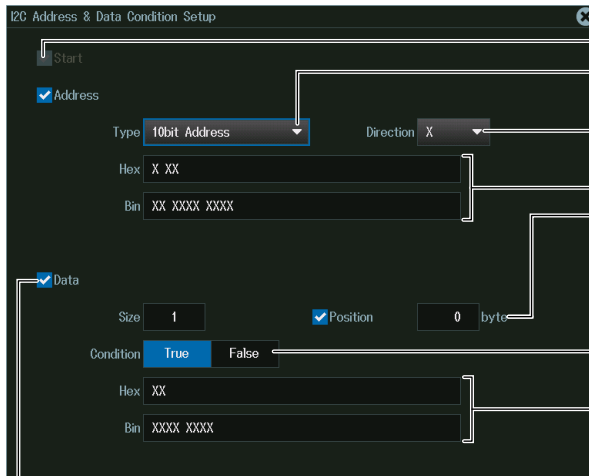 I2C Address & Data Condition Setup
Start
Address
Type 10bit Address Direction X
Hex X XX
Bin XX XXXX XXXX
Data
Size 1 Position 0 byte
Condition True False
Hex XX
Bin XXXX XXXX